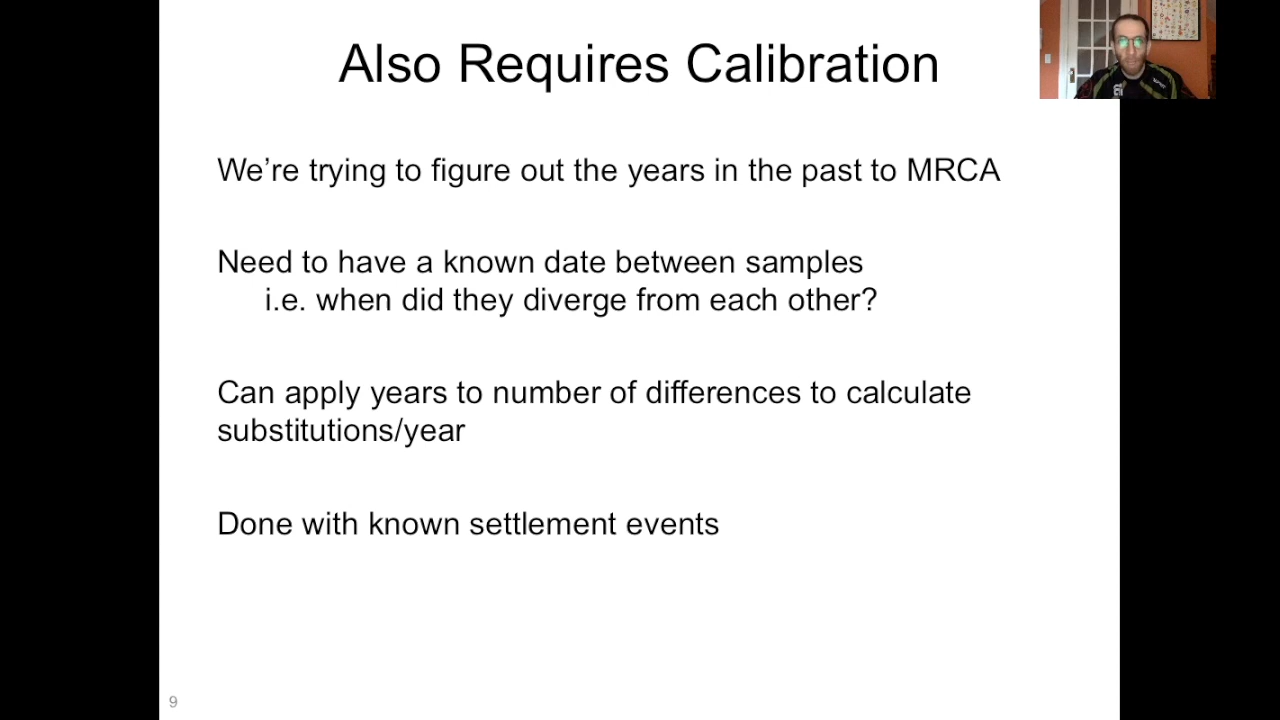 Also Requires Calibration
We're trying to figure out the years in the past to MRCA
Need to have a known date between samples
i.e. when did they diverge from each other?
Can apply years to number of differences to calculate
substitutions/year
Done with known settlement events
9